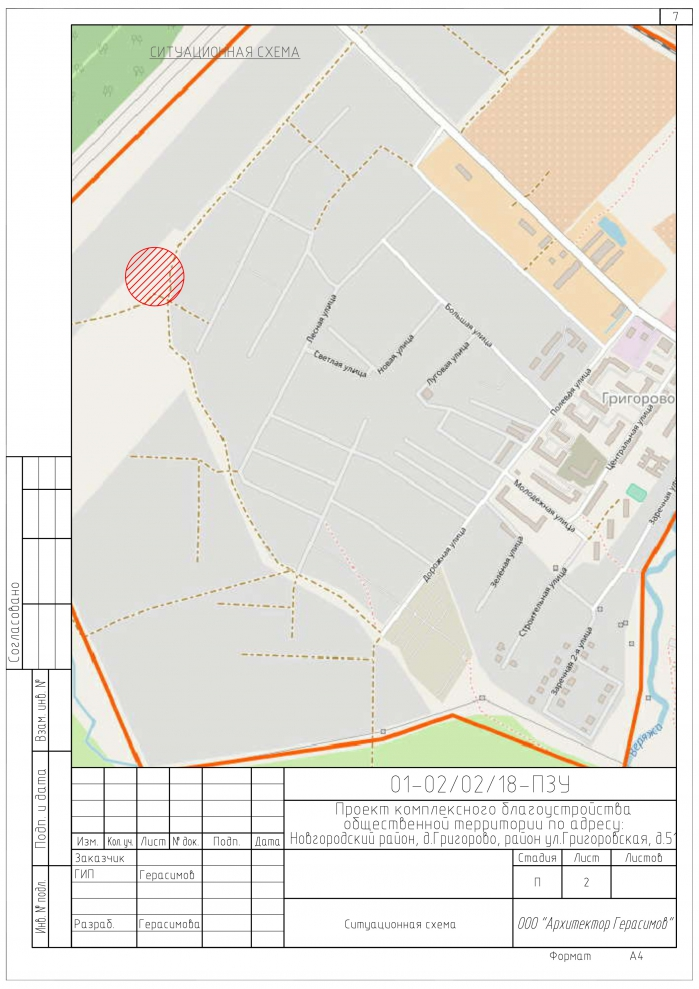 7
СИТУАЦИОННАЯ СХЕМА
Лесная улица
Светлая улица
Новая улица
Большая улица
Луговая улица
Полевая улица
Григорово
Центральная улица
Заречная ул
Молодёжная улица
Дорожная улица
Зелёная улица
Строительная улица
Заречная 2-я улица
Веряжа
Согласовано
Взам. инв. №
Подп. и дата
Инв. № подл.
01-02/02/18-ПЗУ
Проект комплексного благоустройства
общественной территории по адресу:
Новгородский район, д.Григорово, район ул.Григоровская, д.51
Изм. Кол.уч. Лист № док. Подп. Дата
Заказчик
ГИП Герасимов
Разраб. Герасимова
Стадия Лист Листов
П 2
Ситуационная схема
ООО "Архитектор Герасимов"
Формат А4